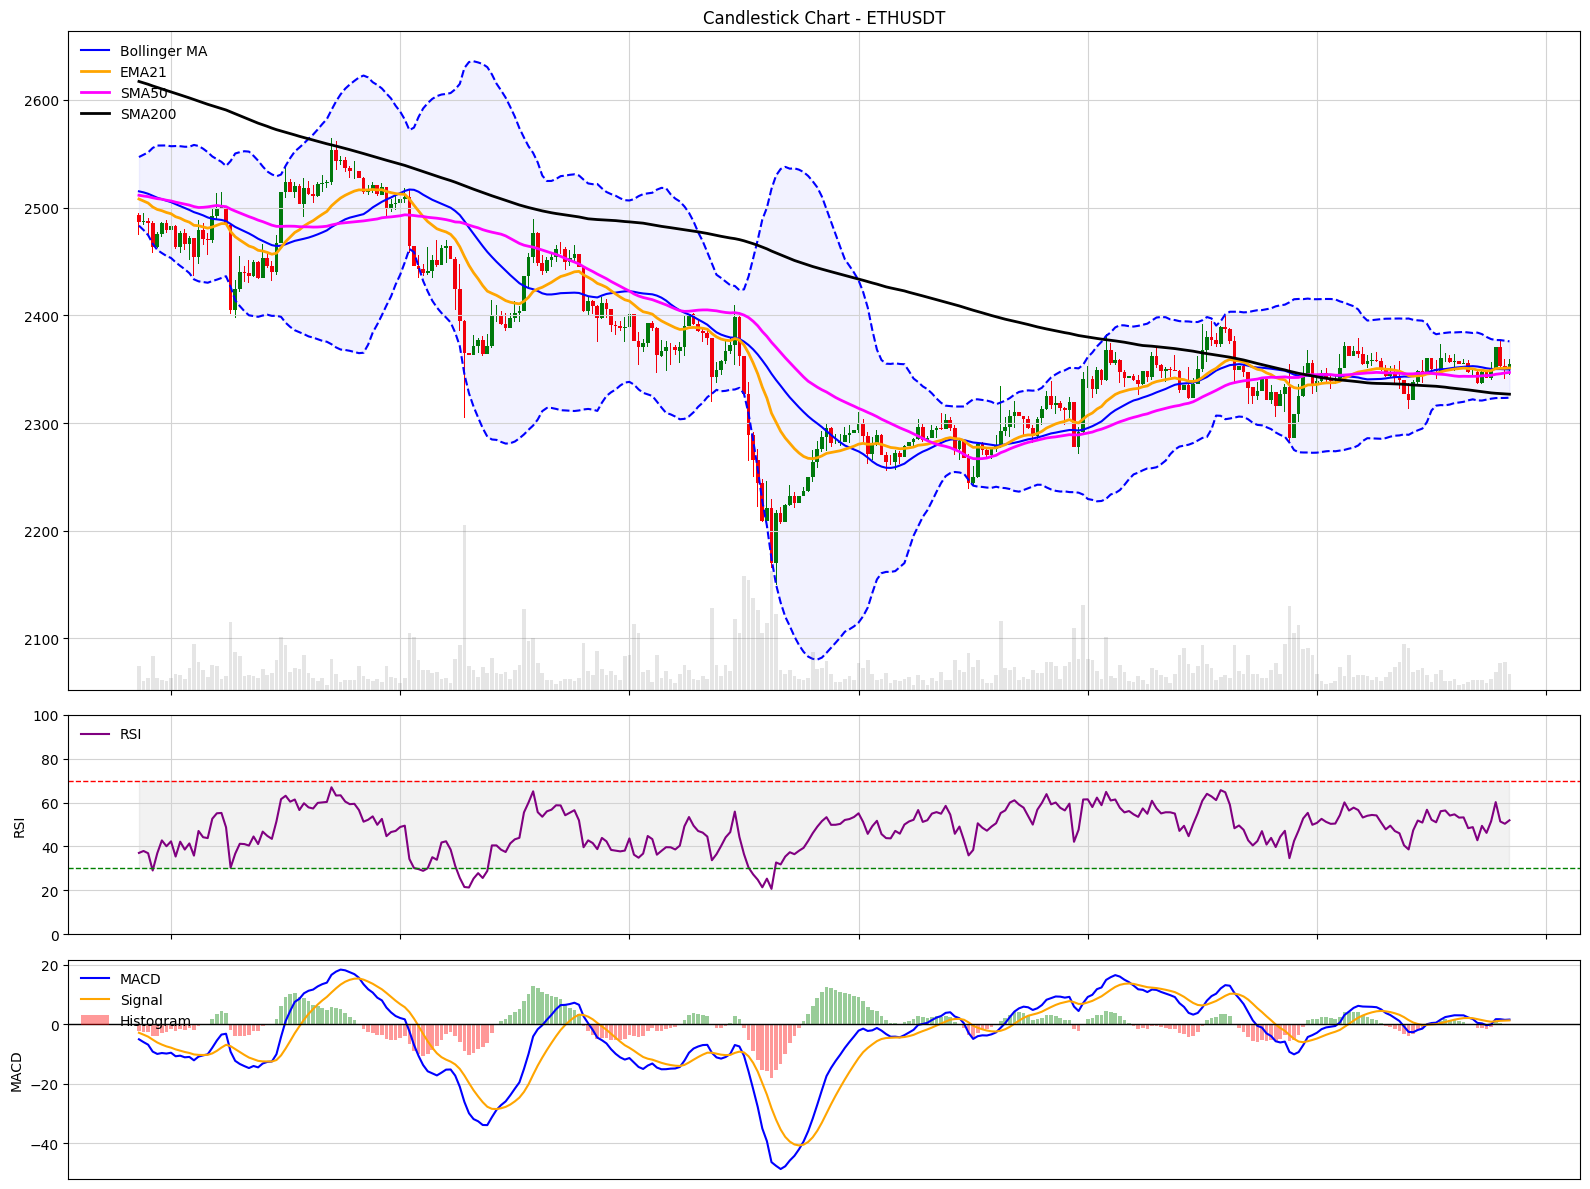 Candlestick Chart - ETHUSDT
Bollinger MA
EMA21
SMA50
SMA200
2600
2500
2400
2300
2200
2100
RSI
100
80
60
40
20
0
RSI
MACD
Signal
Histogram
20
0
−20
−40
MACD